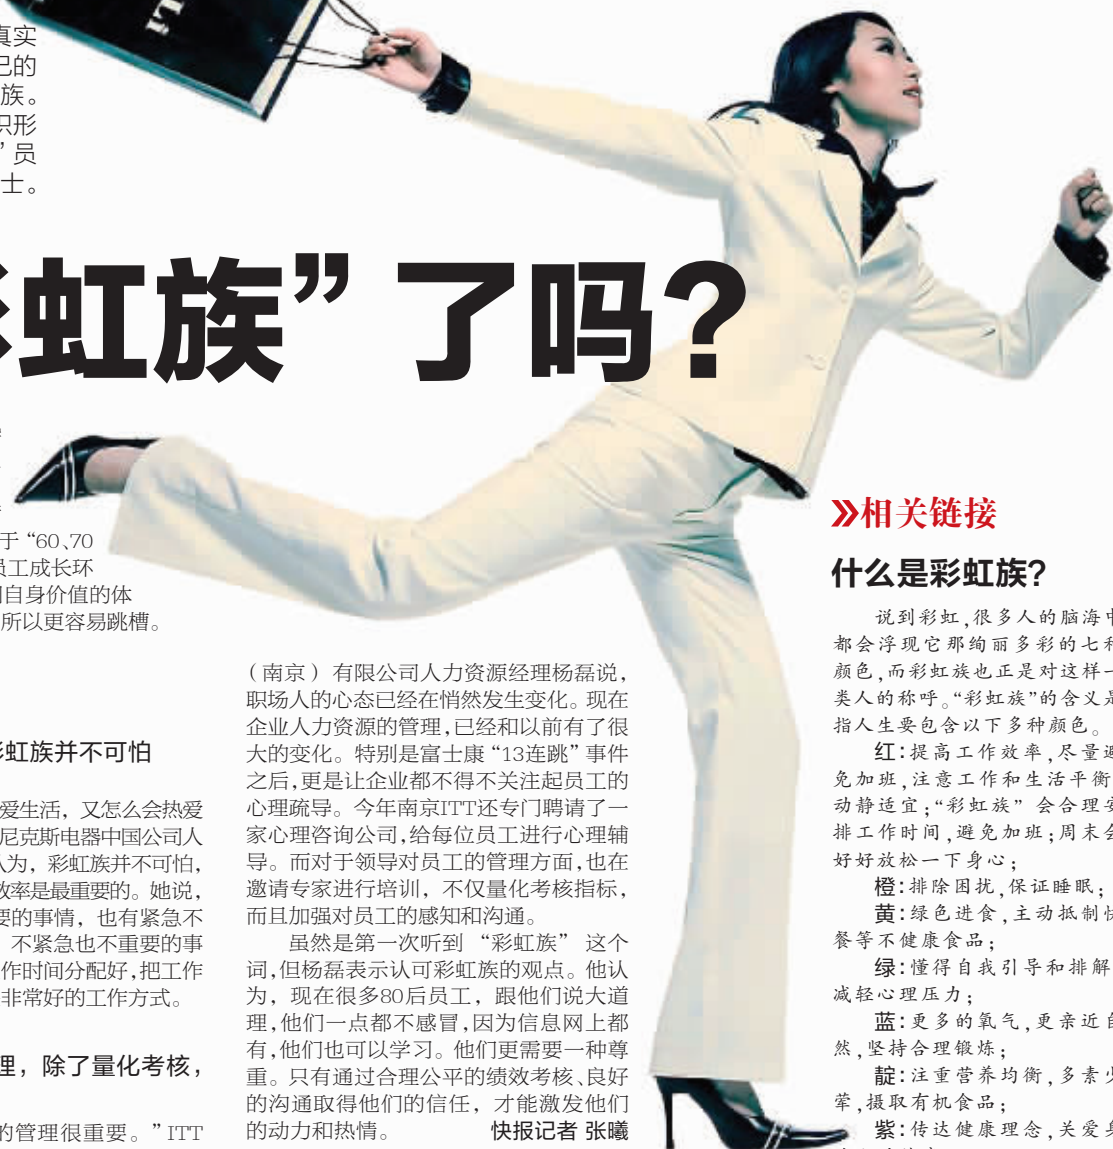 真实
己的
族。
识形
”员
士。
彩虹族”了吗？
于“60、70
员工成长环
自身价值的体
所以更容易跳槽。
彩虹族并不可怕
爱生活，又怎么会热爱
尼克斯电器中国公司人
认为，彩虹族并不可怕，
效率是最重要的。她说，
要的事情，也有紧急不
不紧急也不重要的事
作时间分配好，把工作
非常好的工作方式。
理，除了量化考核，
的管理很重要。”ITT
（南京）有限公司人力资源经理杨磊说，
职场人的心态已经在悄然发生变化。现在
企业人力资源的管理，已经和以前有了很
大的变化。特别是富士康“13连跳”事件
之后，更是让企业都不得不关注起员工的
心理疏导。今年南京ITT还专门聘请了一
家心理咨询公司，给每位员工进行心理辅
导。而对于领导对员工的管理方面，也在
邀请专家进行培训，不仅量化考核指标，
而且加强对员工的感知和沟通。
虽然是第一次听到“彩虹族”这个
词，但杨磊表示认可彩虹族的观点。他认
为，现在很多80后员工，跟他们说大道
理，他们一点都不感冒，因为信息网上都
有，他们也可以学习。他们更需要一种尊
重。只有通过合理公平的绩效考核、良好
的沟通取得他们的信任，才能激发他们
的动力和热情。 快报记者 张曦
相关链接
什么是彩虹族？
说到彩虹，很多人的脑海中
都会浮现它那绚丽多彩的七种
颜色，而彩虹族也正是对这样一
类人的称呼。“彩虹族”的含义是
指人生要包含以下多种颜色。
红：提高工作效率，尽量避
免加班，注意工作和生活平衡
动静适宜；“彩虹族”会合理安
排工作时间，避免加班；周末会
好好放松一下身心；
橙：排除困扰，保证睡眠；
黄：绿色进食，主动抵制快
餐等不健康食品；
绿：懂得自我引导和排解
减轻心理压力；
蓝：更多的氧气，更亲近自
然，坚持合理锻炼；
靛：注重营养均衡，多素少
荤，摄取有机食品；
紫：传达健康理念，关爱身